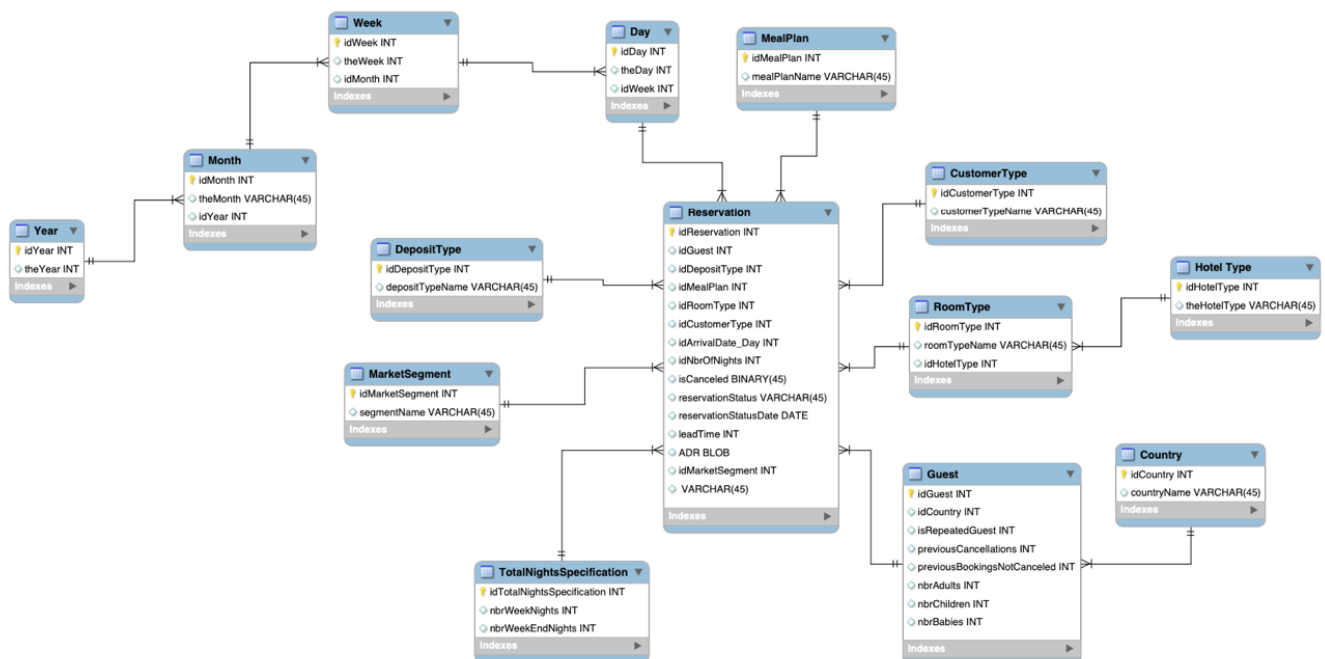 Week
idWeek INT
theWeek INT
idMonth INT
Indexes
Day
idDay INT
theDay INT
idWeek INT
Indexes
MealPlan
idMealPlan INT
mealPlanName VARCHAR(45)
Indexes
Month
idMonth INT
theMonth VARCHAR(45)
idYear INT
Indexes
Year
idYear INT
theYear INT
Indexes
DepositType
idDepositType INT
depositTypeName VARCHAR(45)
Indexes
MarketSegment
idMarketSegment INT
segmentName VARCHAR(45)
Indexes
Reservation
idReservation INT
idGuest INT
idDepositType INT
idMealPlan INT
idRoomType INT
idCustomerType INT
idArrivalDate_Day INT
idNbrOfNights INT
isCanceled BINARY(45)
reservationStatus VARCHAR(45)
reservationStatusDate DATE
leadTime INT
ADR BLOB
idMarketSegment INT
VARCHAR(45)
Indexes
CustomerType
idCustomerType INT
customerTypeName VARCHAR(45)
Indexes
Hotel Type
idHotelType INT
theHotelType VARCHAR(45)
Indexes
RoomType
idRoomType INT
roomTypeName VARCHAR(45)
idHotelType INT
Indexes
Country
idCountry INT
countryName VARCHAR(45)
Indexes
Guest
idGuest INT
idCountry INT
isRepeatedGuest INT
previousCancellations INT
previousBookingsNotCanceled INT
nbrAdults INT
nbrChildren INT
nbrBabies INT
Indexes
TotalNightsSpecification
idTotalNightsSpecification INT
nbrWeekNights INT
nbrWeekEndNights INT
Indexes